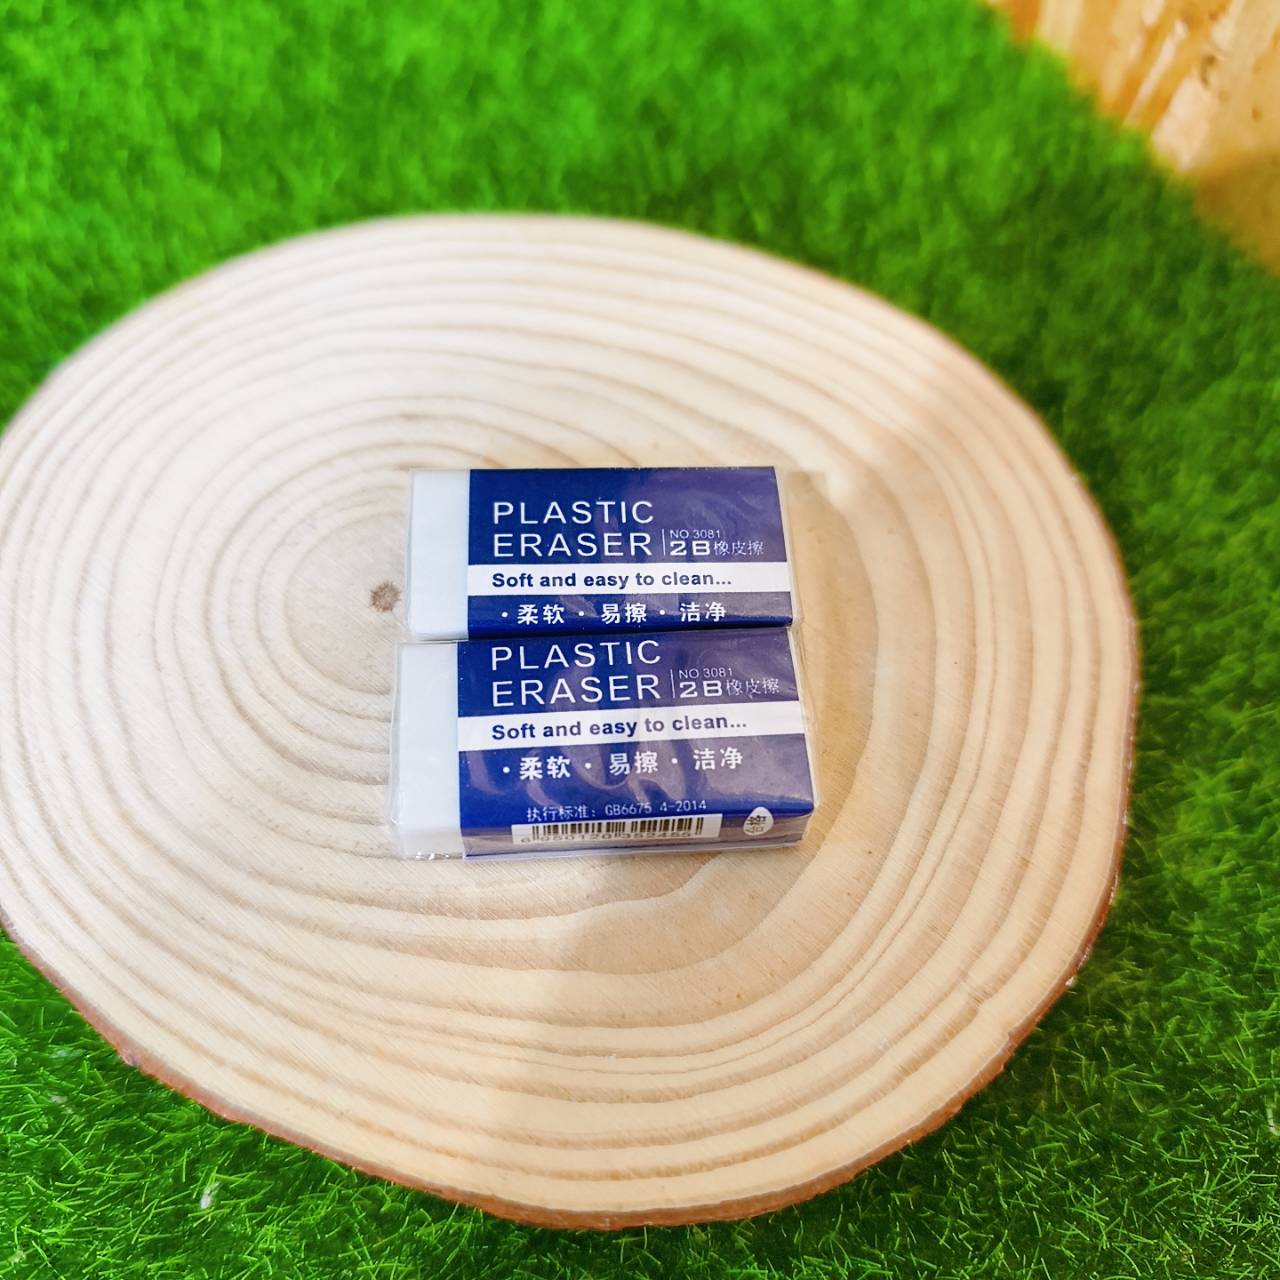 PLASTIC
ERASER NO.3081
2B橡皮擦
Soft and easy to clean...
·柔软·易擦·洁净
PLASTIC
ERASER NO.3081
2B橡皮擦
Soft and easy to clean...
·柔软·易擦·洁净
执行标准：GB6675.4-2014
合格